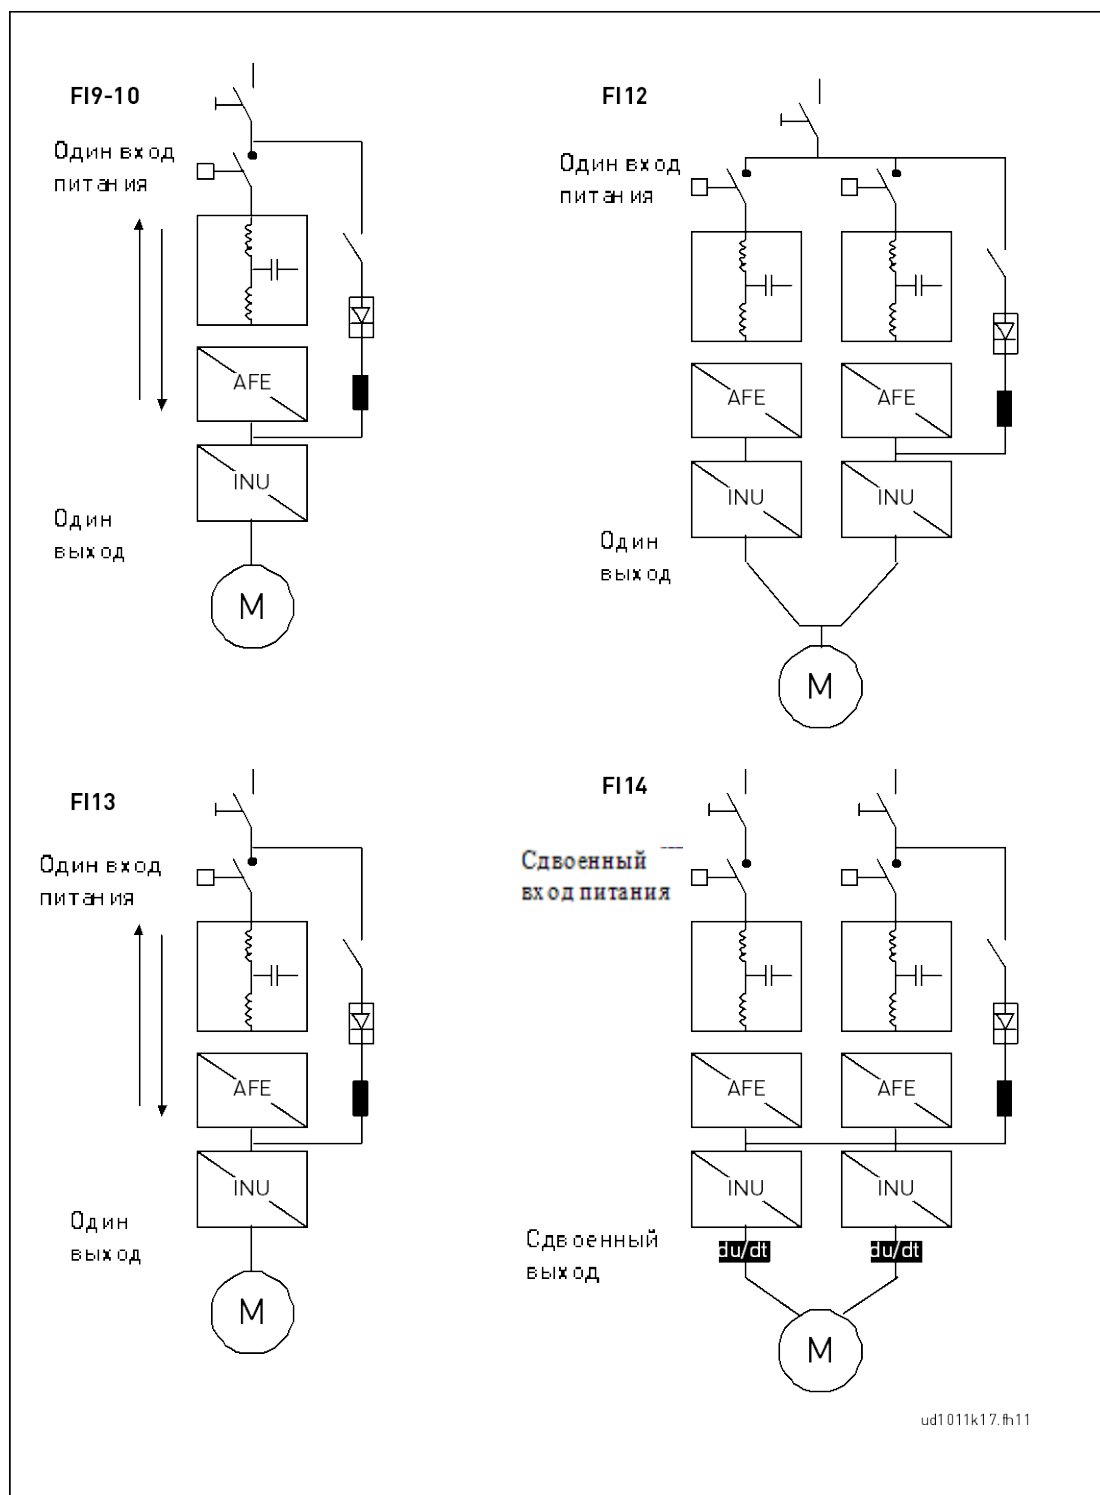 FI9-10
Один вход
питания
AFE
INU
Один
выход
M
FI12
Один вход
питания
AFE
AFE
INU
INU
Один
выход
M
FI13
Один вход
питания
AFE
INU
Один
выход
M
FI14
Сдвоенный
вход питания
AFE
AFE
INU
INU
Сдвоенный
выход
du/dt
du/dt
M
ud1011k17.fh11